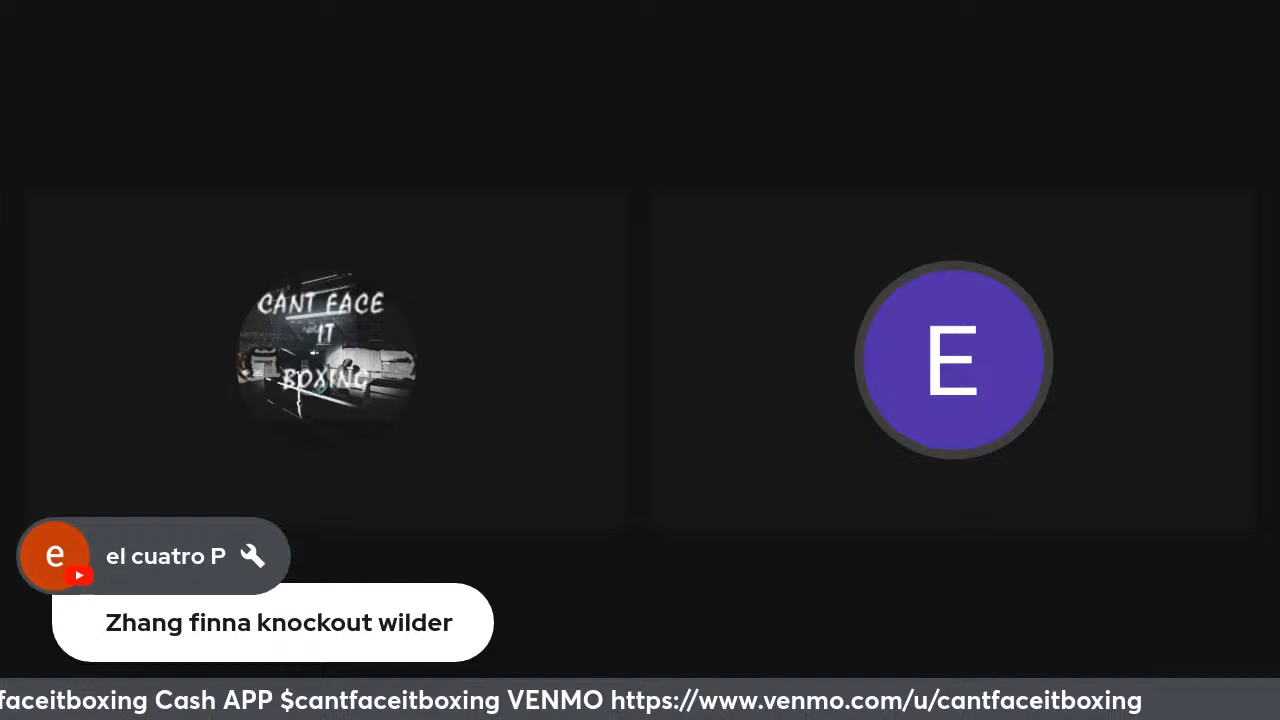 CANT FACE
IT
BOXING
E
e
el cuatro P
Zhang finna knockout wilder
faceitboxing Cash APP $cantfaceitboxing VENMO https://www.venmo.com/u/cantfaceitboxing